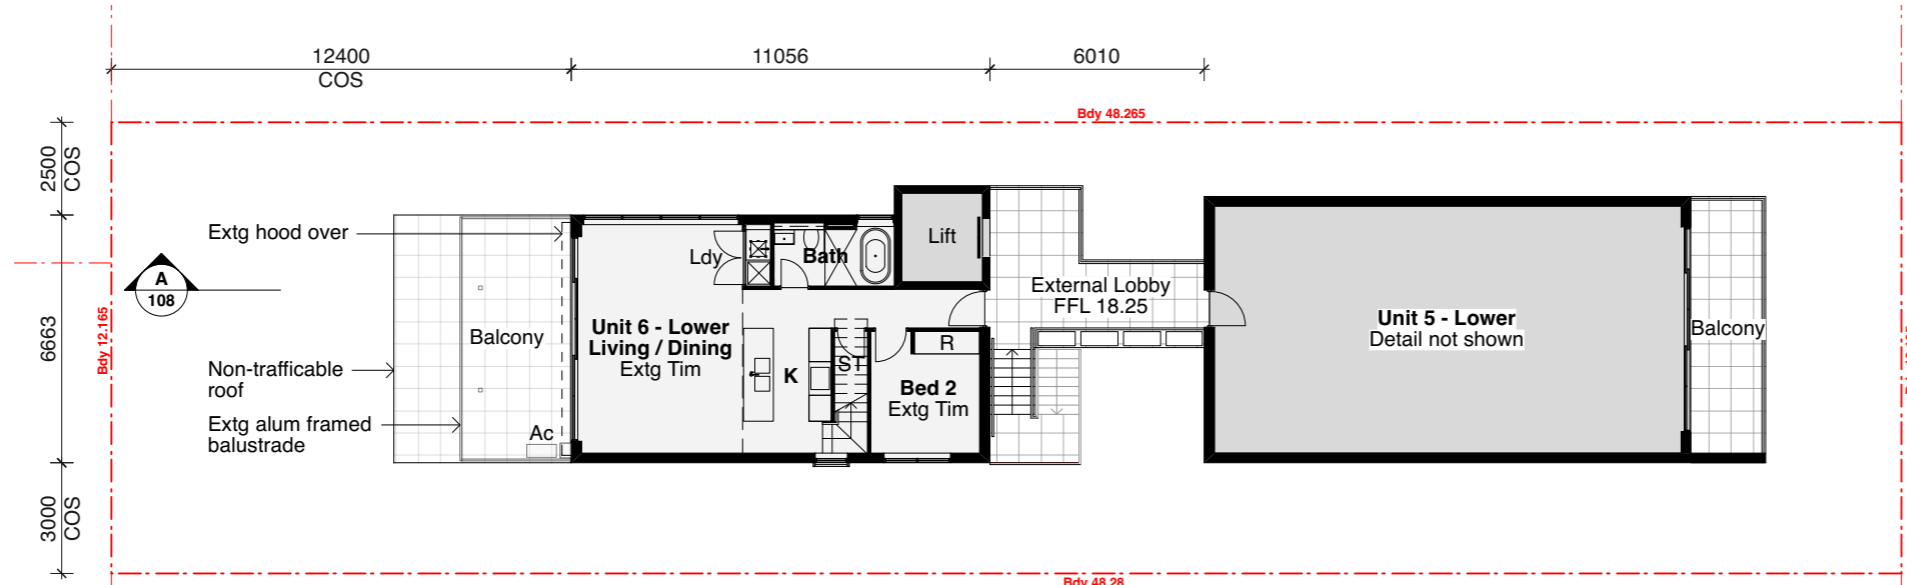 12400
COS
11056
6010
Bdy 48.265
2500
COS
Extg hood over
Lift
Ldy
Bath
A
108
External Lobby
FFL 18.25
6663
Bdy 12.165
Balcony
Unit 6 - Lower
Living / Dining
Extg Tim
Unit 5 - Lower
Detail not shown
Balcony
R
ST
K
Non-trafficable
roof
Bed 2
Extg Tim
Extg alum framed
balustrade
Ac
3000
COS
Bdy 48.28